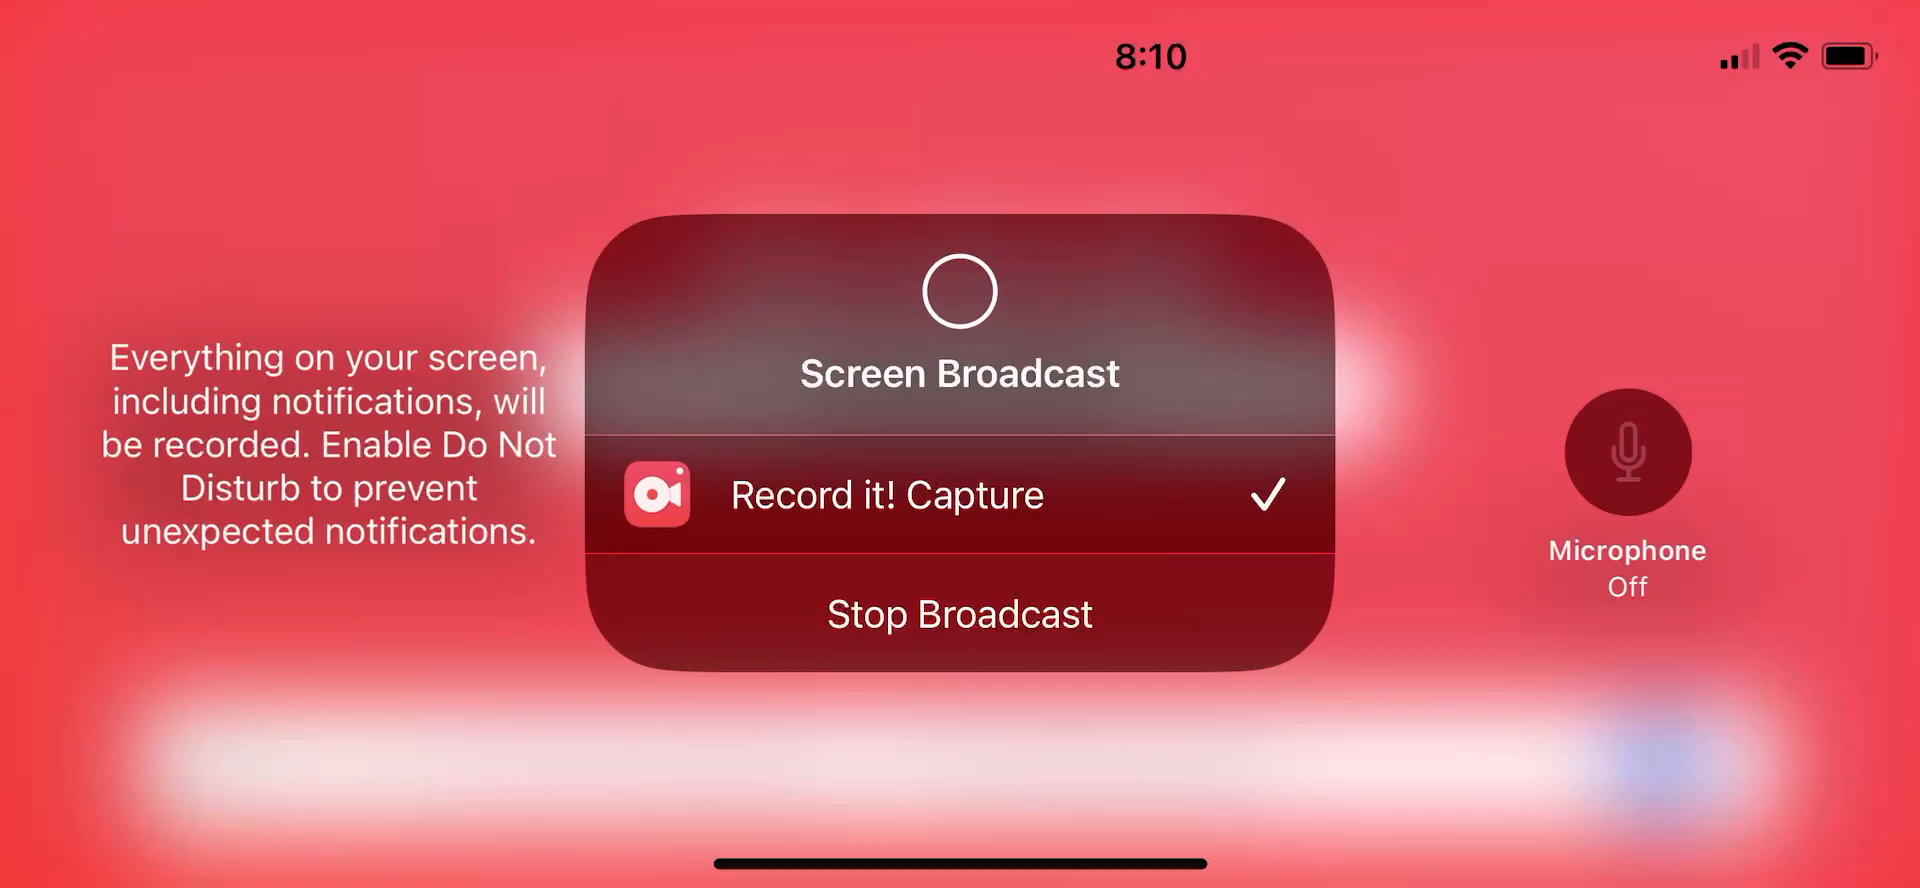 8:10
Everything on your screen,
including notifications, will
be recorded. Enable Do Not
Disturb to prevent
unexpected notifications.
Screen Broadcast
Record it! Capture
Stop Broadcast
Microphone
Off